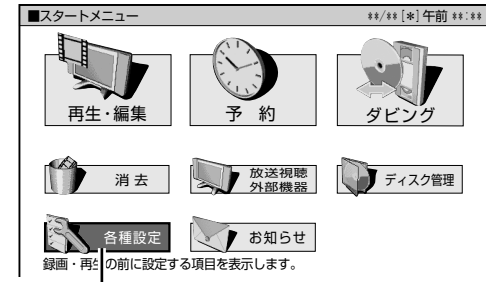 ■スタートメニュー
**/**[*]午前**:**
再生・編集
予 約
ダビング
消 去
放送視聴
外部機器
ディスク管理
各種設定
お知らせ
録画・再生の前に設定する項目を表示します。